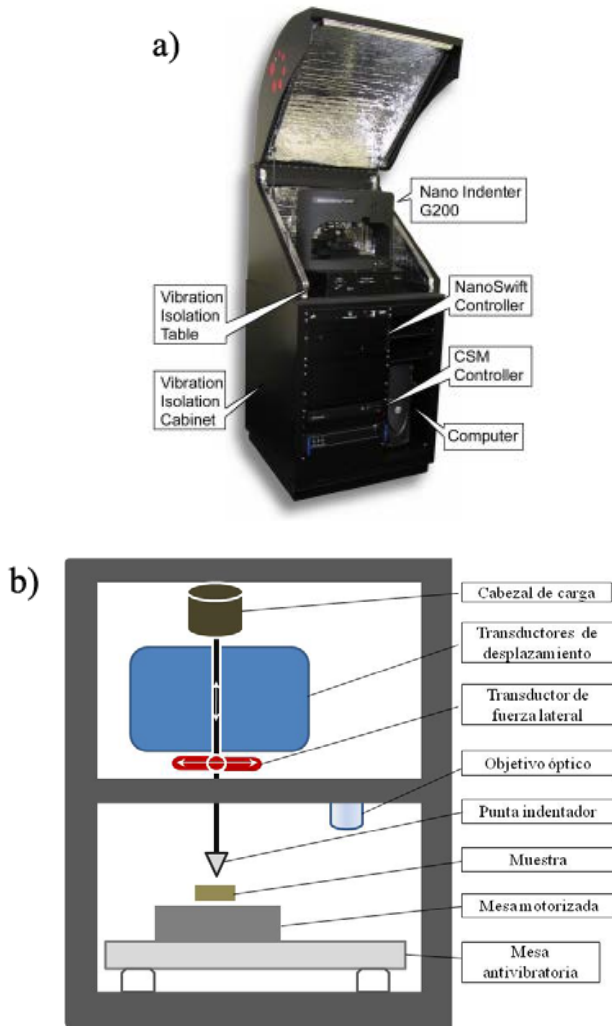 a)
Nano Indenter
G200
NanoSwift
Controller
Vibration
Isolation
Table
CSM
Controller
Vibration
Isolation
Cabinet
Computer
b)
Cabezal de carga
Transductores de
desplazamiento
Transductor de
fuerza lateral
Objetivo óptico
Punta indentador
Muestra
Mesa motorizada
Mesa
antivibratoria